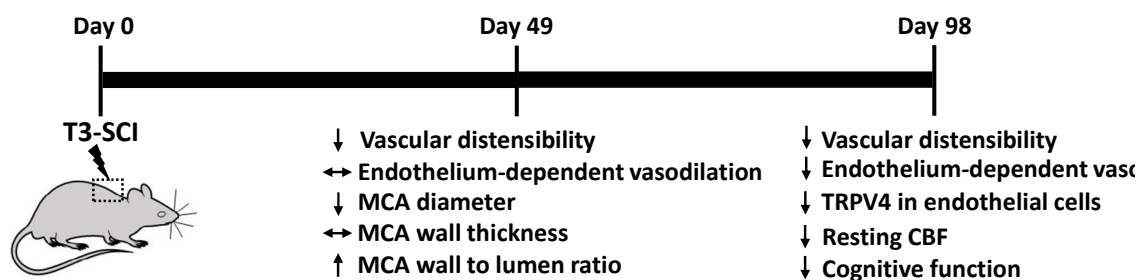 Day 0 Day 49 Day 98
T3-SCI
↓ Vascular distensibility
↔ Endothelium-dependent vasodilation
↓ MCA diameter
↔ MCA wall thickness
↑ MCA wall to lumen ratio
↓ Vascular distensibility
↓ Endothelium-dependent vaso
↓ TRPV4 in endothelial cells
↓ Resting CBF
↓ Cognitive function